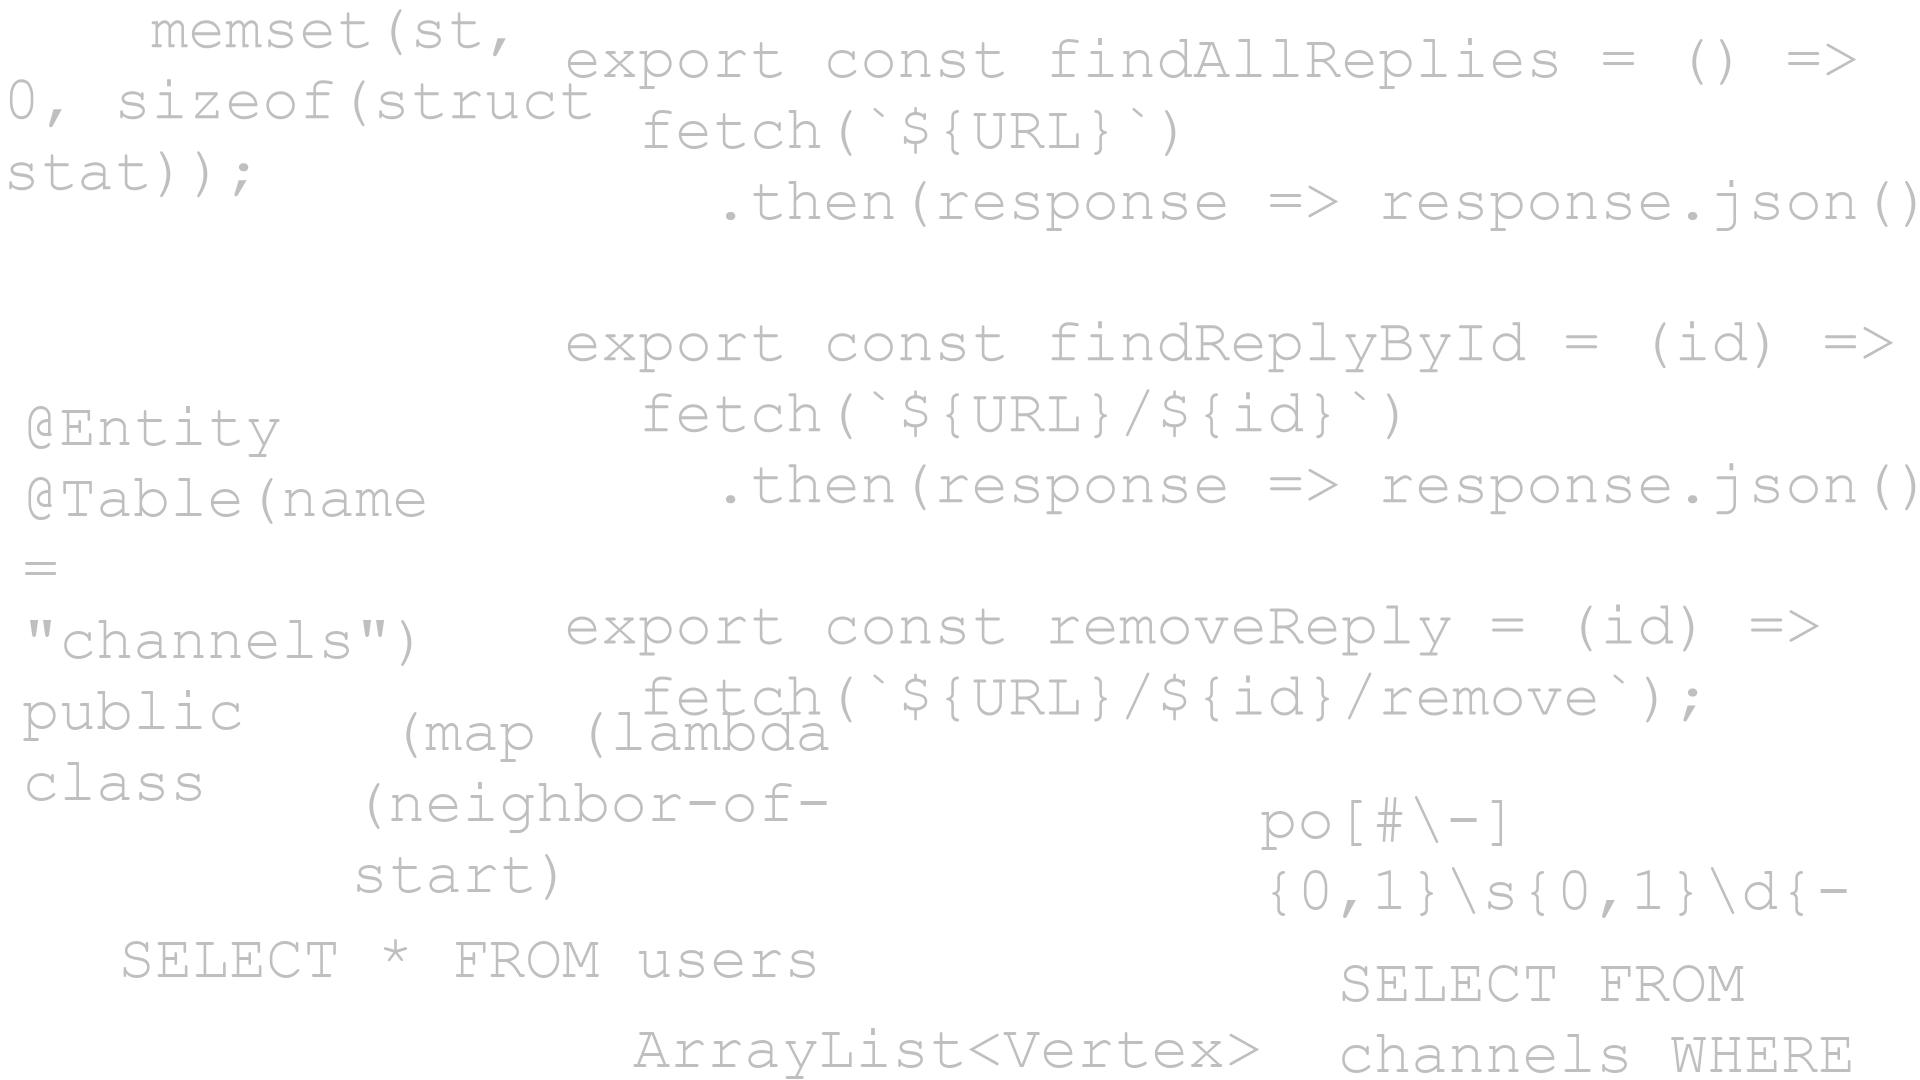 memset(st,
0, sizeof(struct
stat));
export const findAllReplies = () =>
fetch(`${URL}`)
.then(response => response.json()
export const findReplyById = (id) =>
fetch(`${URL}/${id}`)
.then(response => response.json()
export const removeReply = (id) =>
fetch(`${URL}/${id}/remove`);
@Entity
@Table(name
=
"channels")
public
class
(map (lambda
(neighbor-of-
start)
po[#\-]
{0,1}\s{0,1}\d{-
SELECT * FROM users
SELECT FROM
channels WHERE
ArrayList<Vertex>